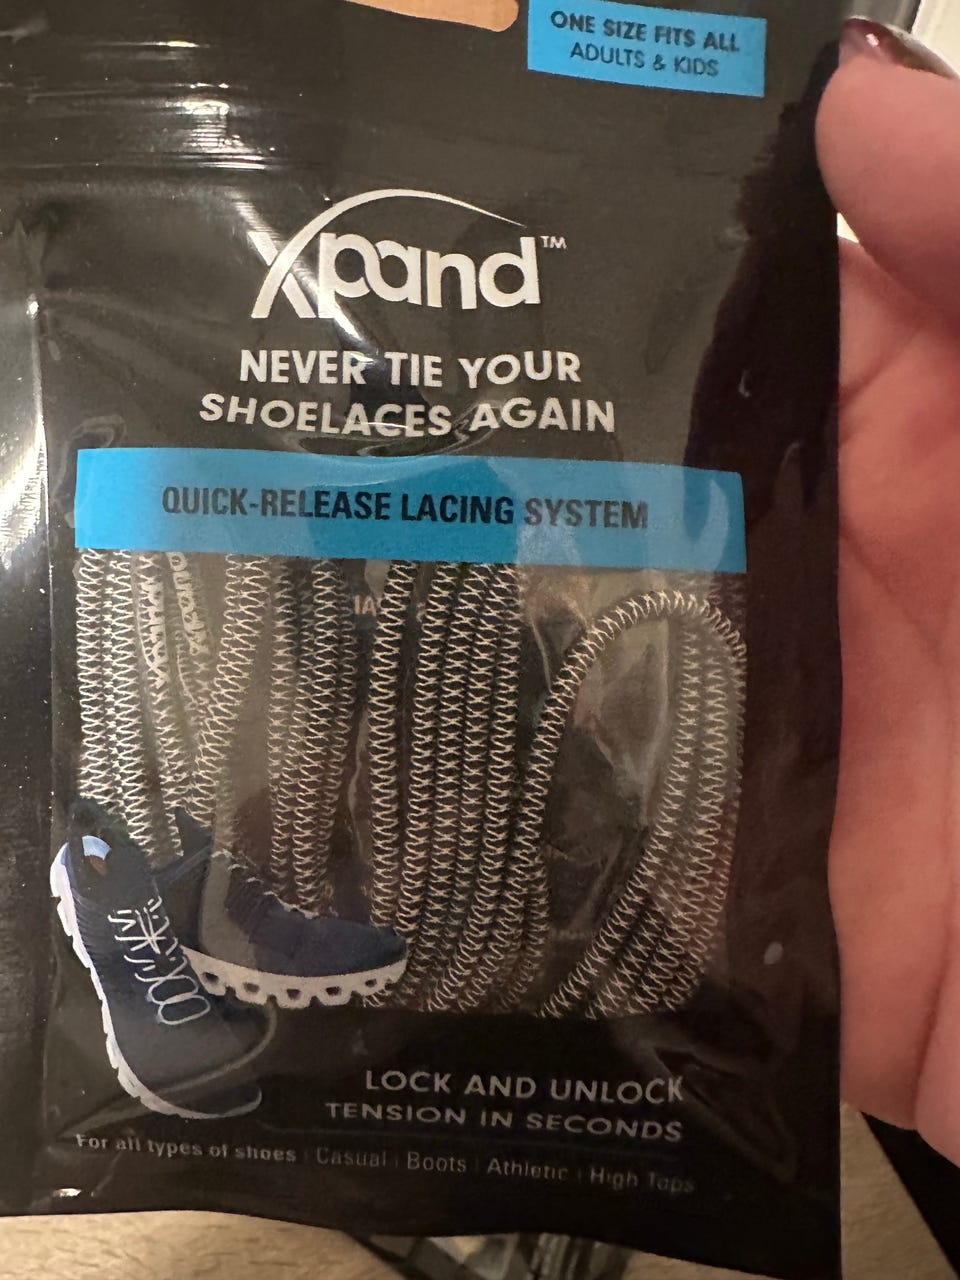 ONE SIZE FITS ALL
ADULTS & KIDS
Xpand™
NEVER TIE YOUR
SHOELACES AGAIN
QUICK-RELEASE LACING SYSTEM
LOCK AND UNLOCK
TENSION IN SECONDS
For all types of shoes | Casual | Boots | Athletic | High Tops